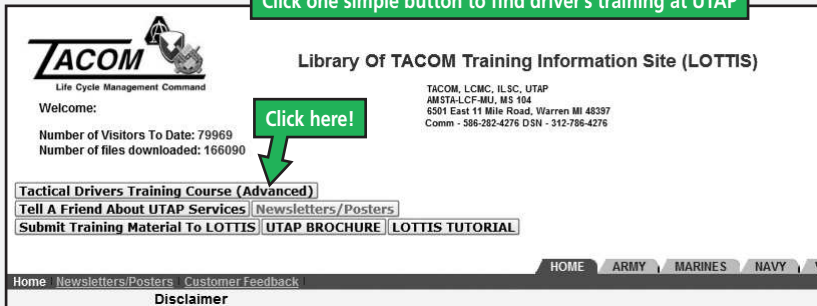 Click one simple button to find driver's training at UTAP
TACOM
Life Cycle Management Command
Library Of TACOM Training Information Site (LOTTIS)
TACOM, LCMC, ILSC, UTAP
AMSTA-LCF-MU, MS 104
6501 East 11 Mile Road, Warren MI 48397
Comm - 586-282-4276 DSN - 312-786-4276
Welcome:
Click here!
Number of Visitors To Date: 79969
Number of files downloaded: 166090
Tactical Drivers Training Course (Advanced)
Tell A Friend About UTAP Services Newsletters/Posters
Submit Training Material To LOTTIS UTAP BROCHURE LOTTIS TUTORIAL
HOME ARMY MARINES NAVY
Home Newsletters/Posters Customer Feedback
Disclaimer